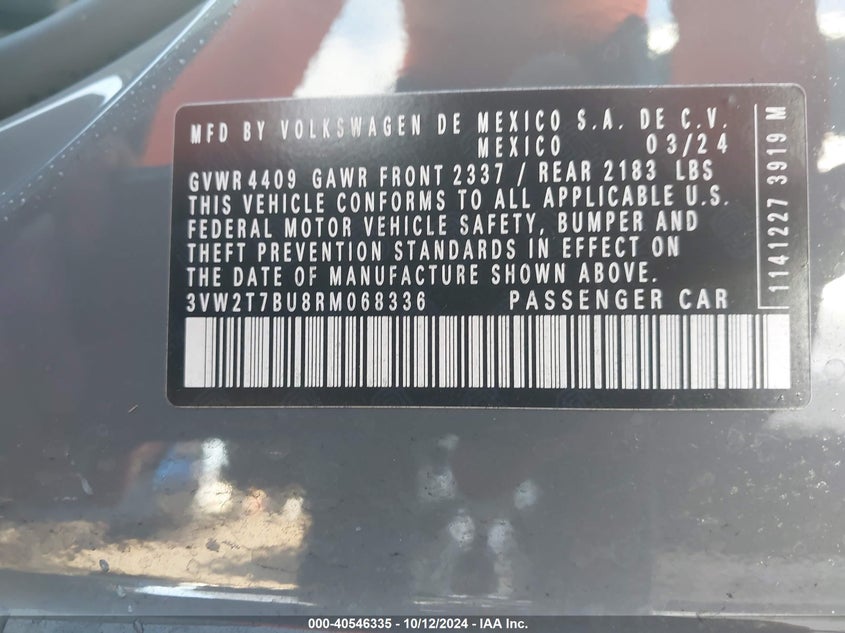 MFD BY VOLKSWAGEN DE MEXICO S.A. DE C.V.
MEXICO 03/24
GVWR 4409 GAWR FRONT 2337 / REAR 2183 LBS
THIS VEHICLE CONFORMS TO ALL APPLICABLE U.S.
FEDERAL MOTOR VEHICLE SAFETY, BUMPER AND
THEFT PREVENTION STANDARDS IN EFFECT ON
THE DATE OF MANUFACTURE SHOWN ABOVE.
3VW2T7BU8RM068336 PASSENGER CAR
1141227 3919 M
000-40546335 - 10/12/2024 - IAA Inc.